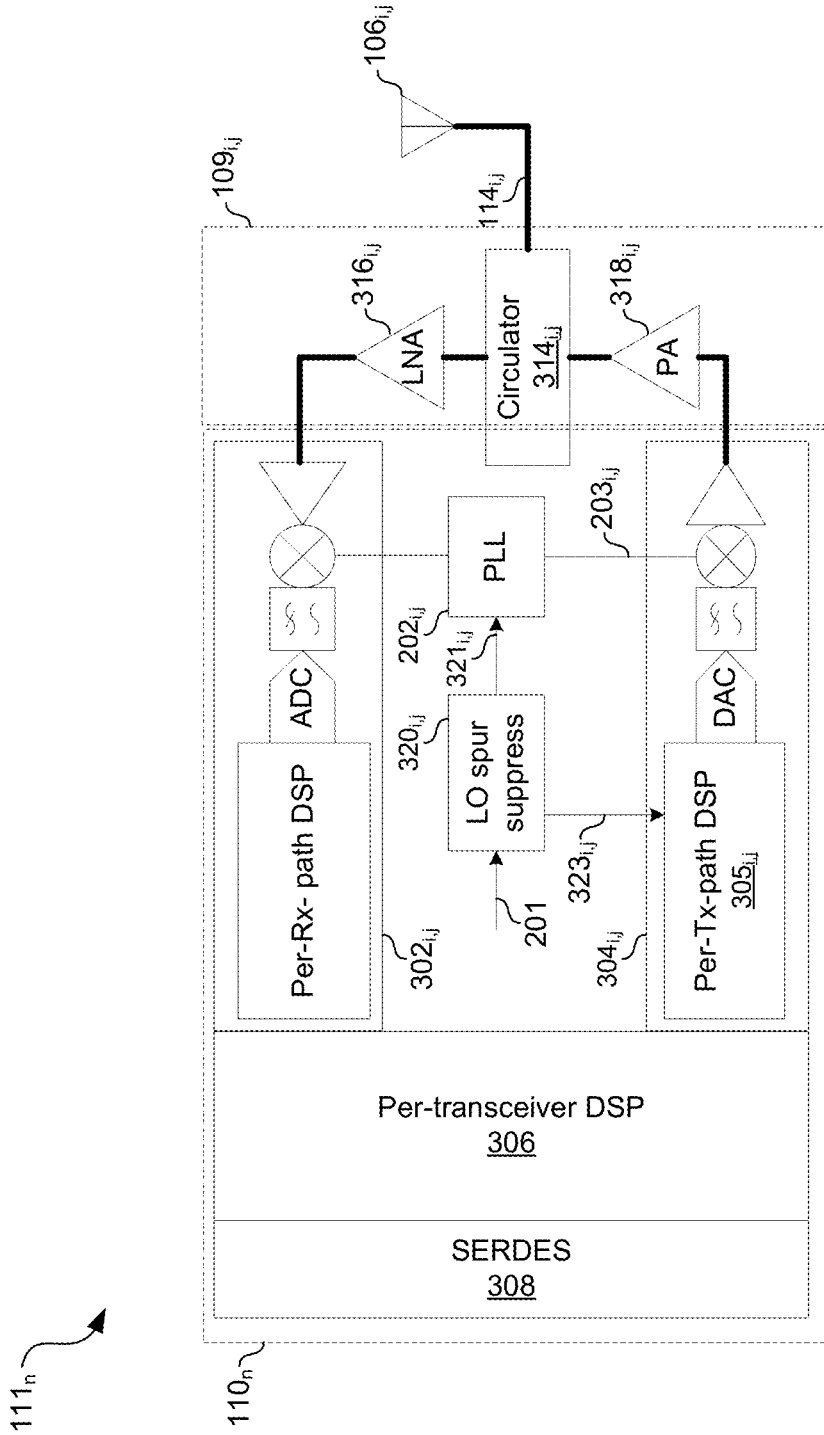 111n
110n
SERDES
308
Per-transceiver DSP
306
Per-Rx- path DSP
302i,j
ADC
201
LO spur
suppress
320i,j
321i,j
323i,j
PLL
202i,j
203i,j
304i,j
Per-Tx-path DSP
305i,j
DAC
109i,j
LNA
316i,j
Circulator
314i,j
PA
318i,j
114i,j
106i,j